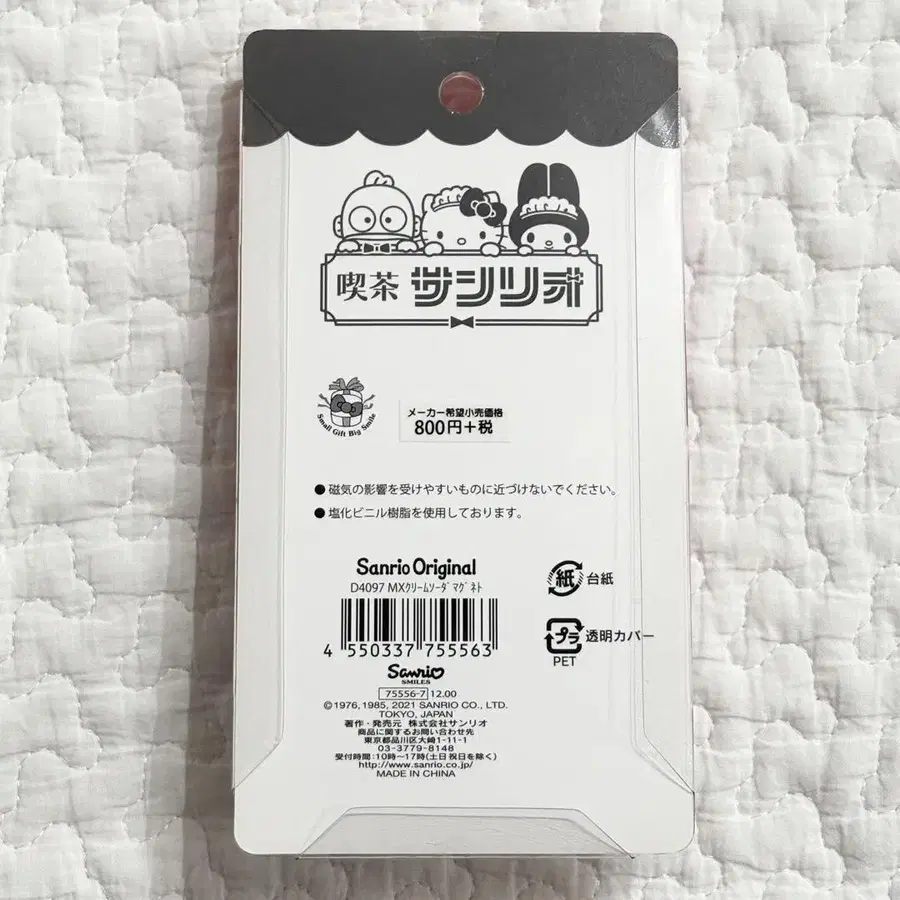 喫茶 サンリオ
Small Gift Big Smile
メーカー希望小売価格
800円+税
●磁気の影響を受けやすいものに近づけないでください。
●塩化ビニル樹脂を使用しております。
Sanrio Original
D4097 MXｸﾘｰﾑｿｰﾀﾞﾏｸﾞﾈﾄ
4 550337 755563
紙 台紙
プラ 透明カバー
PET
Sanrio
SMILES
75556-7 12.00
©1976, 1985, 2021 SANRIO CO., LTD.
TOKYO, JAPAN
著作・発売元 株式会社サンリオ
商品に関するお問い合わせ先
東京都品川区大崎1-11-1
03-3779-8148
受付時間:10時〜17時(土日祝日を除く)
http://www.sanrio.co.jp/
MADE IN CHINA